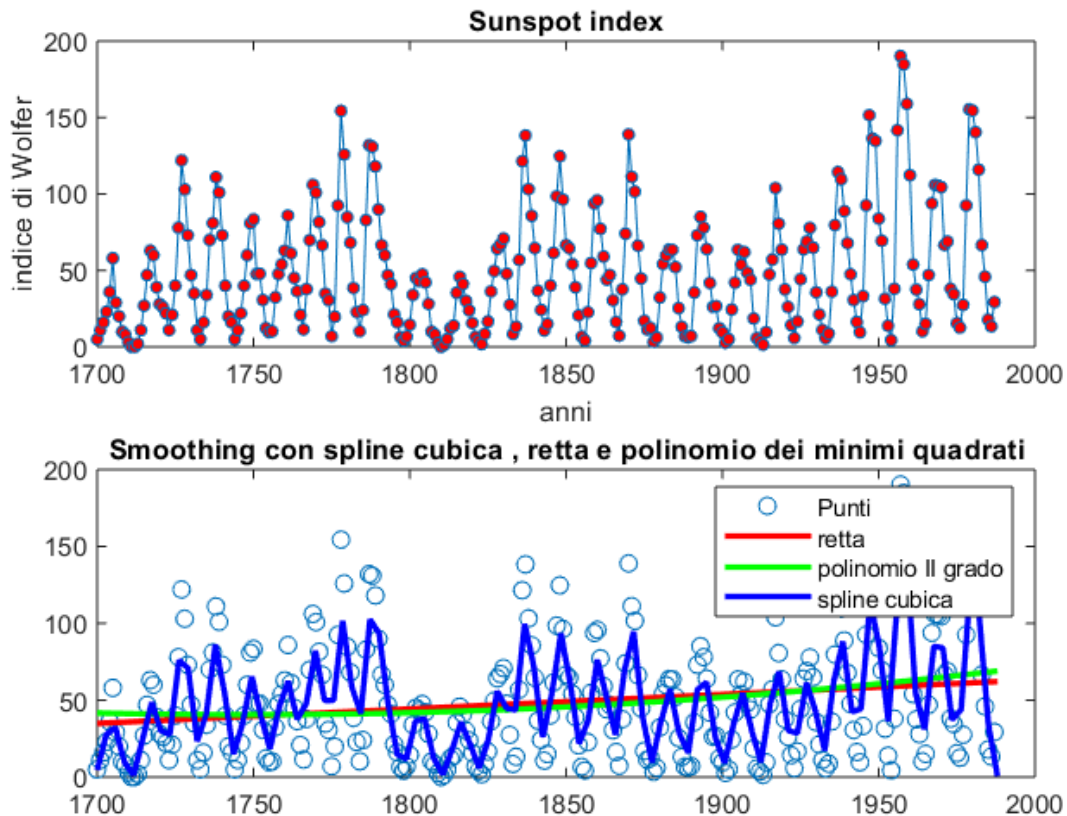 Sunspot index
200
150
100
50
0
indice di Wolfer
1700 1750 1800 1850 1900 1950 2000
anni
Smoothing con spline cubica , retta e polinomio dei minimi quadrati
200
150
100
50
0
Punti
retta
polinomio II grado
spline cubica
1700 1750 1800 1850 1900 1950 2000